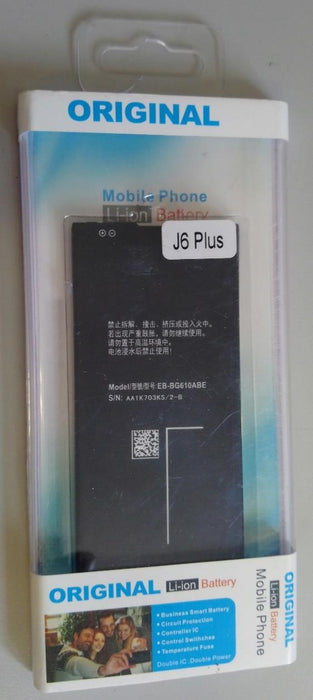 ORIGINAL
Mobile Phone
Li-ion Battery
J6 Plus
禁止拆解、撞击、挤压或投入火中。
若出现严重鼓胀，请勿继续使用。
请勿置于高温环境中。
电池浸水后禁止使用！
Model/型号/型號: EB-BG610ABE
S/N: AA1K703KS/2-B
ORIGINAL Li-ion Battery
• Business Smart Battery
• Circuit Protection
• Controller IC
• Control Swithches
• Temperature Fuse
Double IC. Double Power
ORIGINAL
Li-ion Battery
Mobile Phone